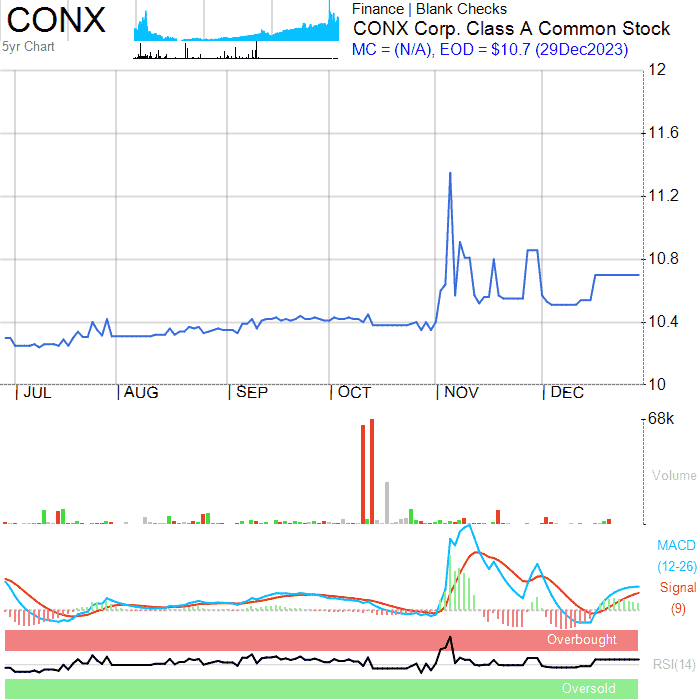 CONX
5yr Chart
Finance | Blank Checks
CONX Corp. Class A Common Stock
MC = (N/A), EOD = $10.7 (29Dec2023)
12
11.6
11.2
10.8
10.4
10
| JUL | AUG | SEP | OCT | NOV | DEC
68k
Volume
MACD
(12-26)
Signal
(9)
Overbought
RSI(14)
Oversold